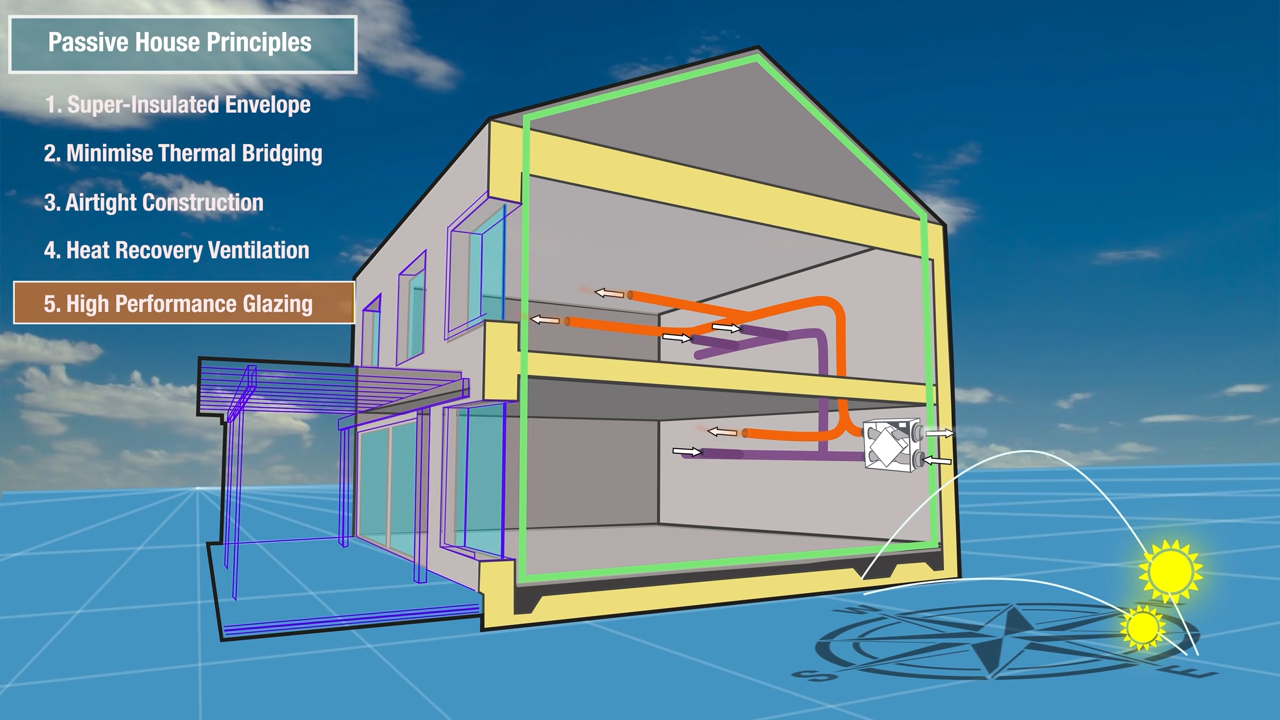 Passive House Principles
1. Super-Insulated Envelope
2. Minimise Thermal Bridging
3. Airtight Construction
4. Heat Recovery Ventilation
5. High Performance Glazing
S
E